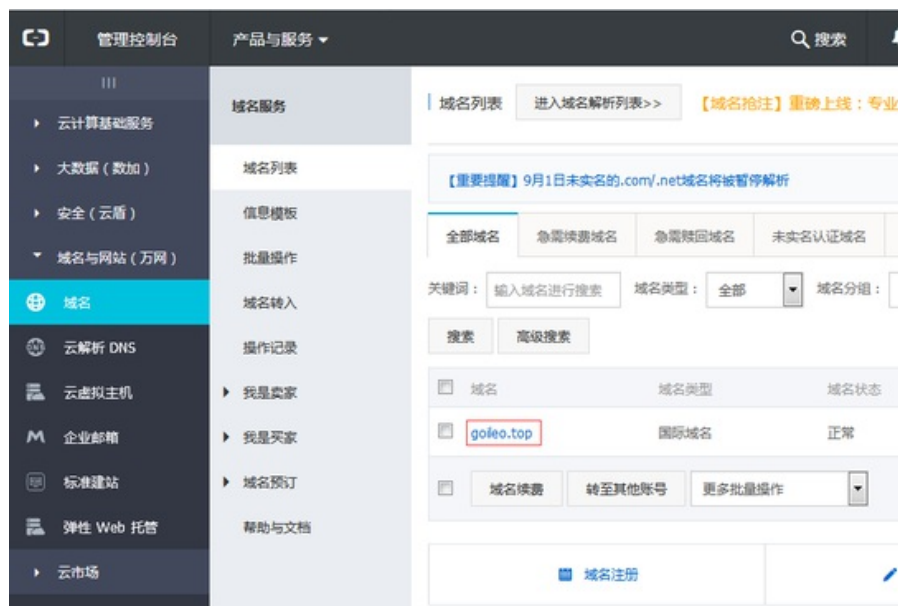 管理控制台 产品与服务 搜索
域名服务
域名列表 进入域名解析列表>> 【域名抢注】重磅上线：专业
云计算基础服务
大数据（数加） 域名列表
【重要提醒】9月1日未实名的.com/.net域名将被暂停解析
安全（云盾） 信息模板
全部域名 急需续费域名 急需赎回域名 未实名认证域名
域名与网站（万网） 批量操作
关键词： 输入域名进行搜索 域名类型： 全部 域名分组：
域名 域名转入
搜索 高级搜索
云解析 DNS 操作记录
域名 域名类型 域名状态
云虚拟主机 我是卖家
goileo.top 国际域名 正常
企业邮箱 我是买家
标准建站 域名预订
域名续费 转至其他账号 更多批量操作
弹性 Web 托管 帮助与文档
云市场
域名注册